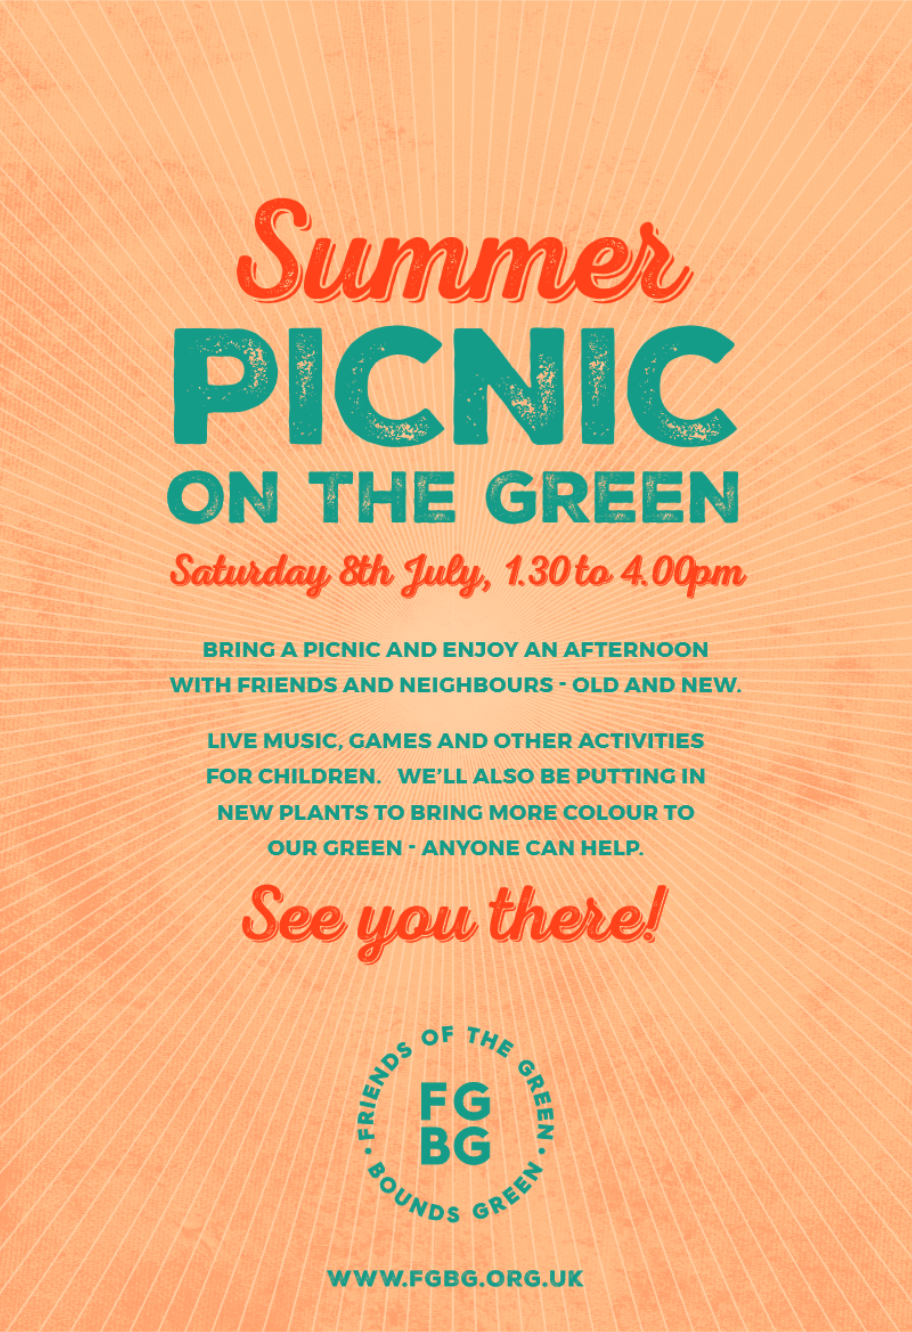 Summer
PICNIC
ON THE GREEN
Saturday 8th July, 1.30 to 4.00pm
BRING A PICNIC AND ENJOY AN AFTERNOON
WITH FRIENDS AND NEIGHBOURS - OLD AND NEW.
LIVE MUSIC, GAMES AND OTHER ACTIVITIES
FOR CHILDREN. WE'LL ALSO BE PUTTING IN
NEW PLANTS TO BRING MORE COLOUR TO
OUR GREEN - ANYONE CAN HELP.
See you there!
· FRIENDS OF THE GREEN ·
FG
BG
BOUNDS GREEN
WWW.FGBG.ORG.UK